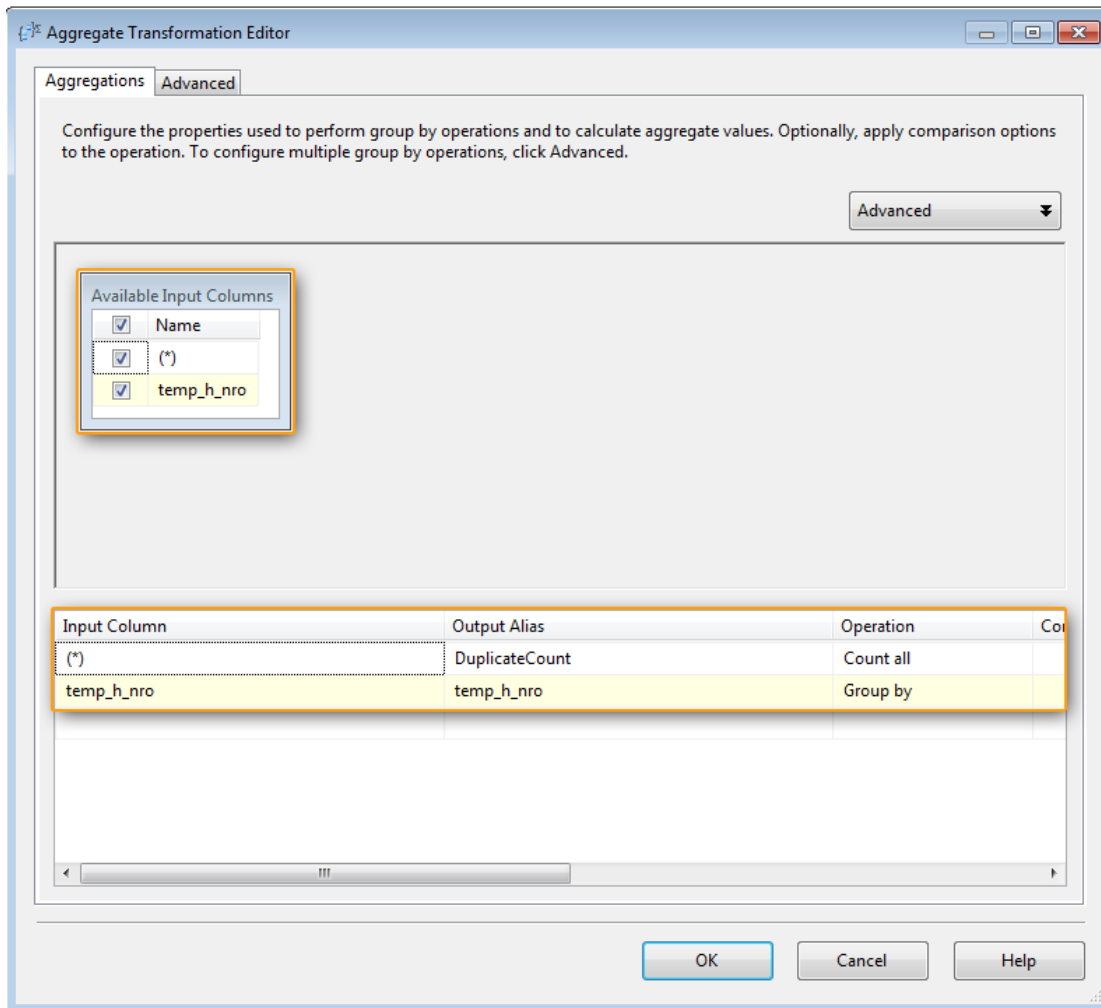 Aggregate Transformation Editor
Aggregations Advanced
Configure the properties used to perform group by operations and to calculate aggregate values. Optionally, apply comparison options
to the operation. To configure multiple group by operations, click Advanced.
Advanced
Available Input Columns
Name
(*)
temp_h_nro
Input Column Output Alias Operation Co
(*) DuplicateCount Count all
temp_h_nro temp_h_nro Group by
OK Cancel Help